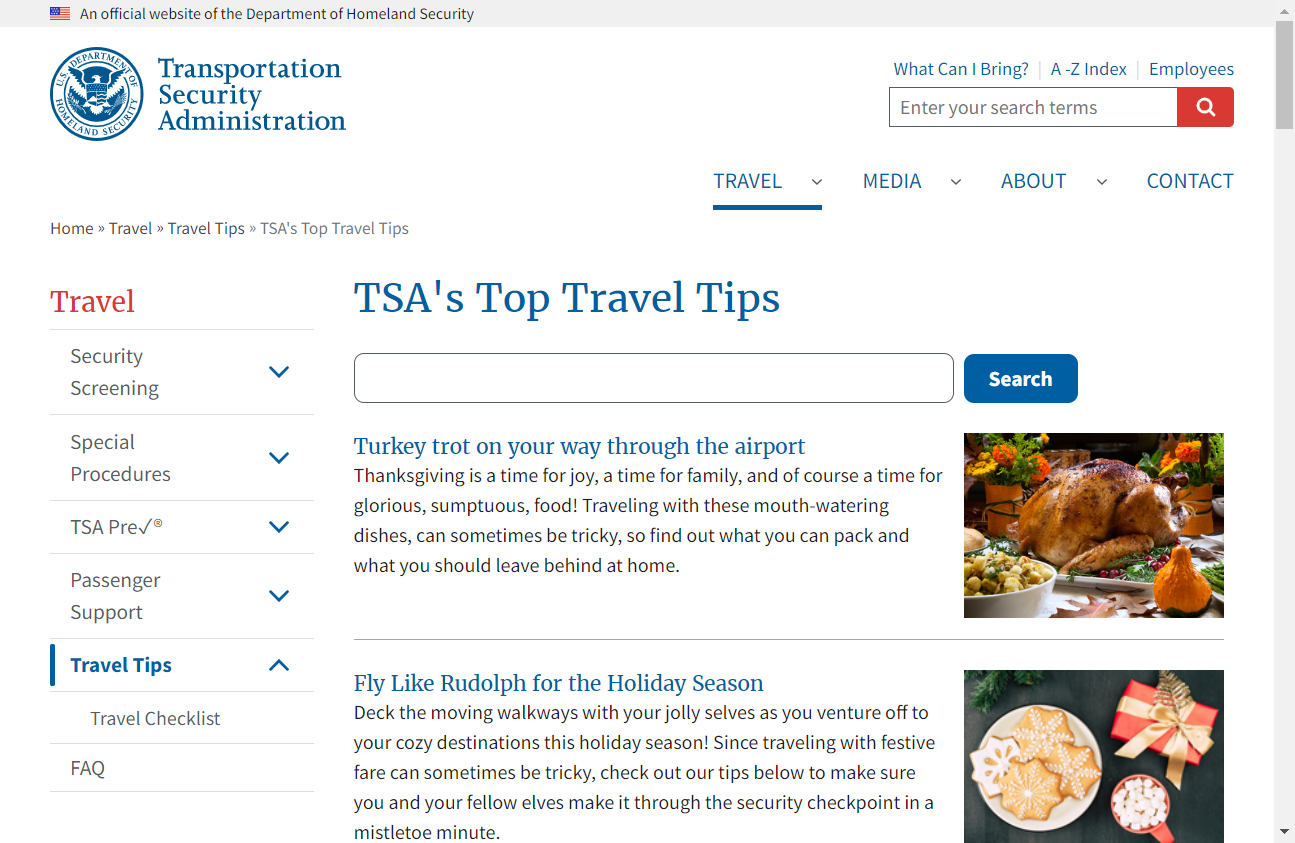 An official website of the Department of Homeland Security
U.S. DEPARTMENT OF HOMELAND SECURITY
Transportation
Security
Administration
What Can I Bring?
A -Z Index
Employees
Enter your search terms
TRAVEL
MEDIA
ABOUT
CONTACT
Home » Travel » Travel Tips » TSA's Top Travel Tips
Travel
Security
Screening
Special
Procedures
TSA Pre✓®
Passenger
Support
Travel Tips
Travel Checklist
FAQ
TSA's Top Travel Tips
Search
Turkey trot on your way through the airport
Thanksgiving is a time for joy, a time for family, and of course a time for
glorious, sumptuous, food! Traveling with these mouth-watering
dishes, can sometimes be tricky, so find out what you can pack and
what you should leave behind at home.
Fly Like Rudolph for the Holiday Season
Deck the moving walkways with your jolly selves as you venture off to
your cozy destinations this holiday season! Since traveling with festive
fare can sometimes be tricky, check out our tips below to make sure
you and your fellow elves make it through the security checkpoint in a
mistletoe minute.